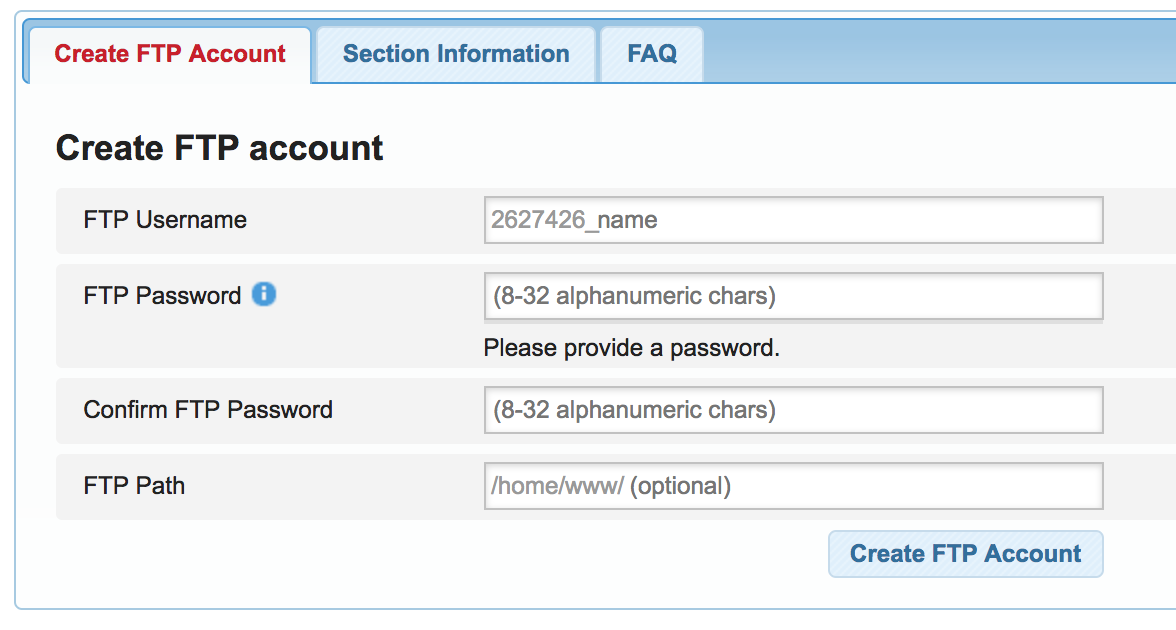 Create FTP Account Section Information FAQ
Create FTP account
FTP Username 2627426_name
FTP Password (8-32 alphanumeric chars)
Please provide a password.
Confirm FTP Password (8-32 alphanumeric chars)
FTP Path /home/www/ (optional)
Create FTP Account